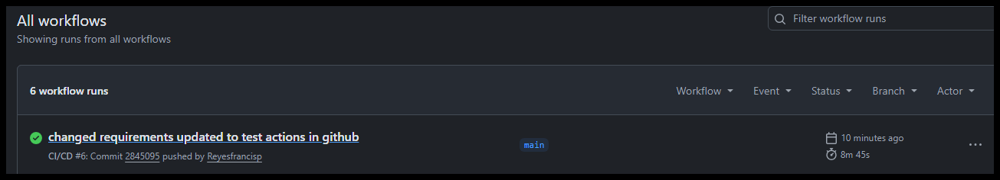 All workflows
Filter workflow runs
Showing runs from all workflows
6 workflow runs
Workflow Event Status Branch Actor
changed requirements updated to test actions in github
main
10 minutes ago
CI/CD #6: Commit 2845095 pushed by Reyesfrancisp
8m 45s